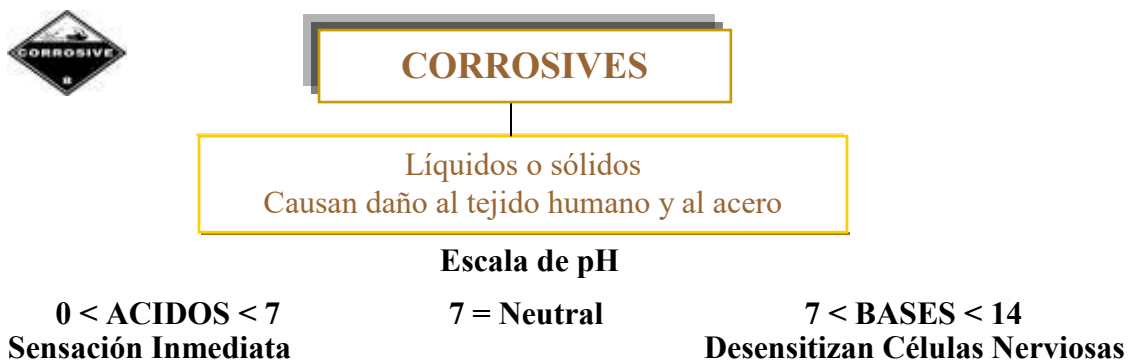 CORROSIVE
8
CORROSIVES
Líquidos o sólidos
Causan daño al tejido humano y al acero
Escala de pH
0 < ACIDOS < 7 7 = Neutral 7 < BASES < 14
Sensación Inmediata Desensitizan Células Nerviosas